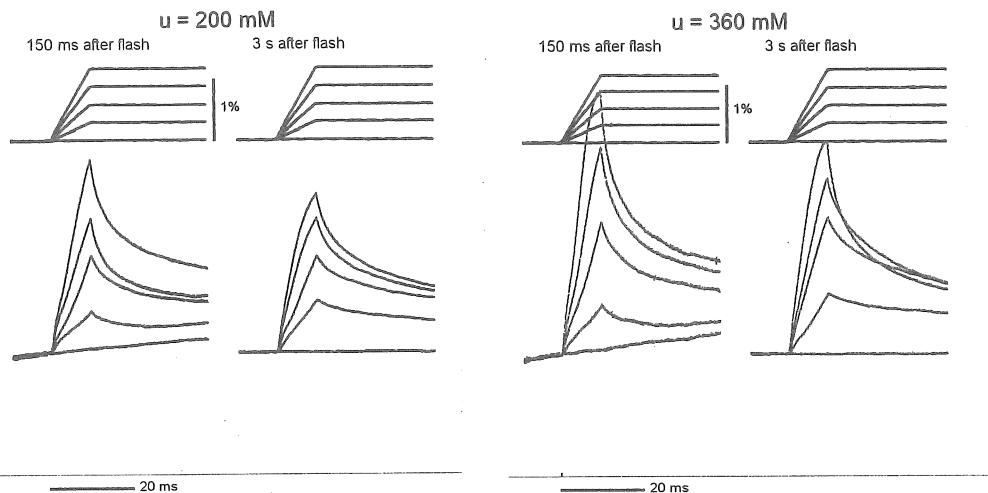 u = 200 mM
150 ms after flash
3 s after flash
1%
20 ms
u = 360 mM
150 ms after flash
3 s after flash
1%
20 ms